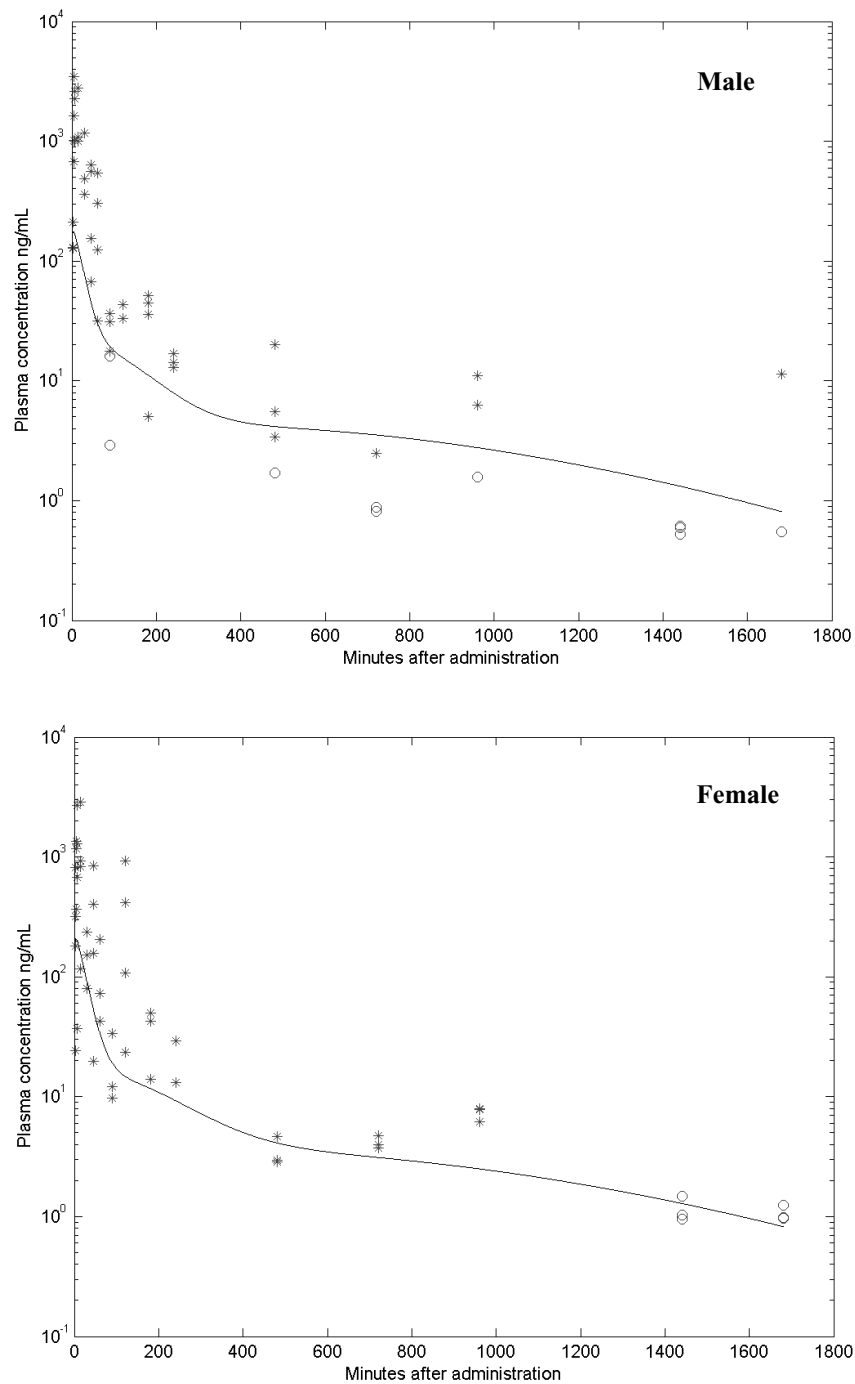 10^4
10^3
10^2
10^1
10^0
10^-1
Plasma concentration ng/mL
Male
0 200 400 600 800 1000 1200 1400 1600 1800
Minutes after administration
10^4
10^3
10^2
10^1
10^0
10^-1
Plasma concentration ng/mL
Female
0 200 400 600 800 1000 1200 1400 1600 1800
Minutes after administration